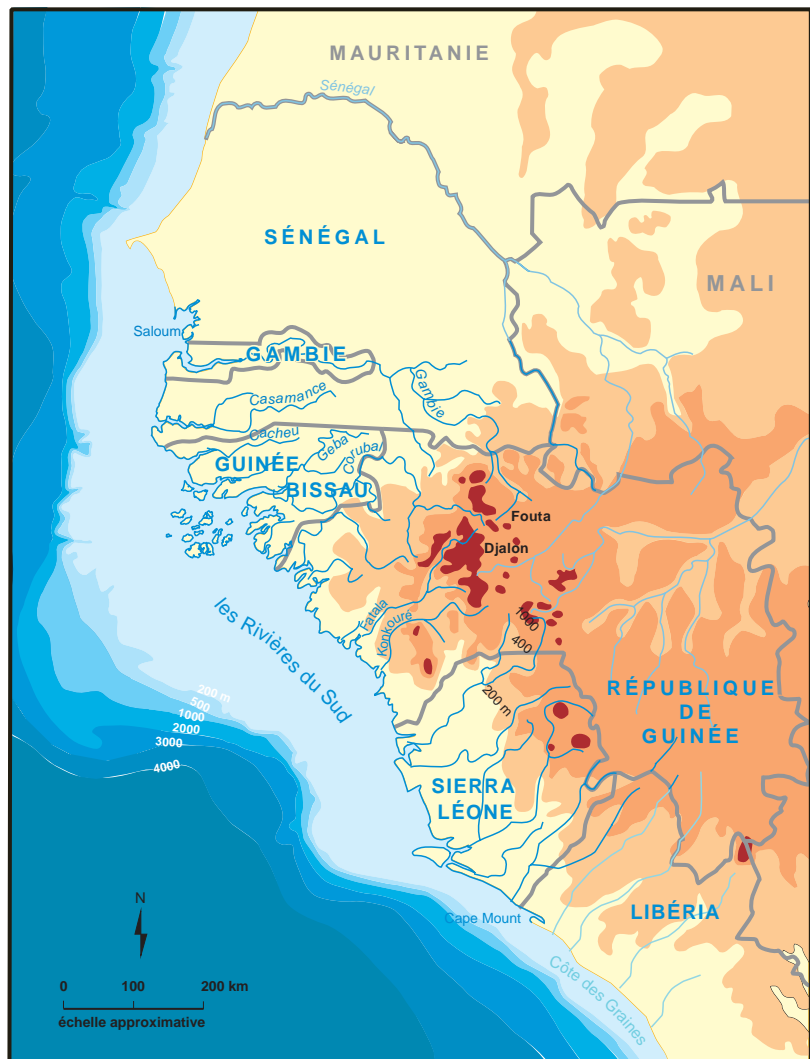 MAURITANIE
Sénégal
SÉNÉGAL
MALI
Saloum
GAMBIE
Gambie
Casamance
Cacheu
Geba
Coruba
GUINÉE
BISSAU
Fouta
Djalon
Fatala
Konkouré
1000
400
200 m
les Rivières du Sud
200 m
500
1000
2000
3000
4000
RÉPUBLIQUE
DE
GUINÉE
SIERRA
LÉONE
LIBÉRIA
Cape Mount
Côte des Graines
N
0 100 200 km
échelle approximative